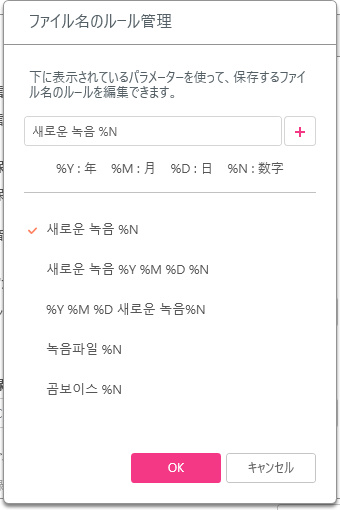 ファイル名のルール管理
下に表示されているパラメーターを使って、保存するファイ
ル名のルールを編集できます。
새로운 녹음 %N
+
%Y : 年 %M : 月 %D : 日 %N : 数字
새로운 녹음 %N
새로운 녹음 %Y %M %D %N
%Y %M %D 새로운 녹음%N
녹음파일 %N
곰보이스 %N
OK キャンセル